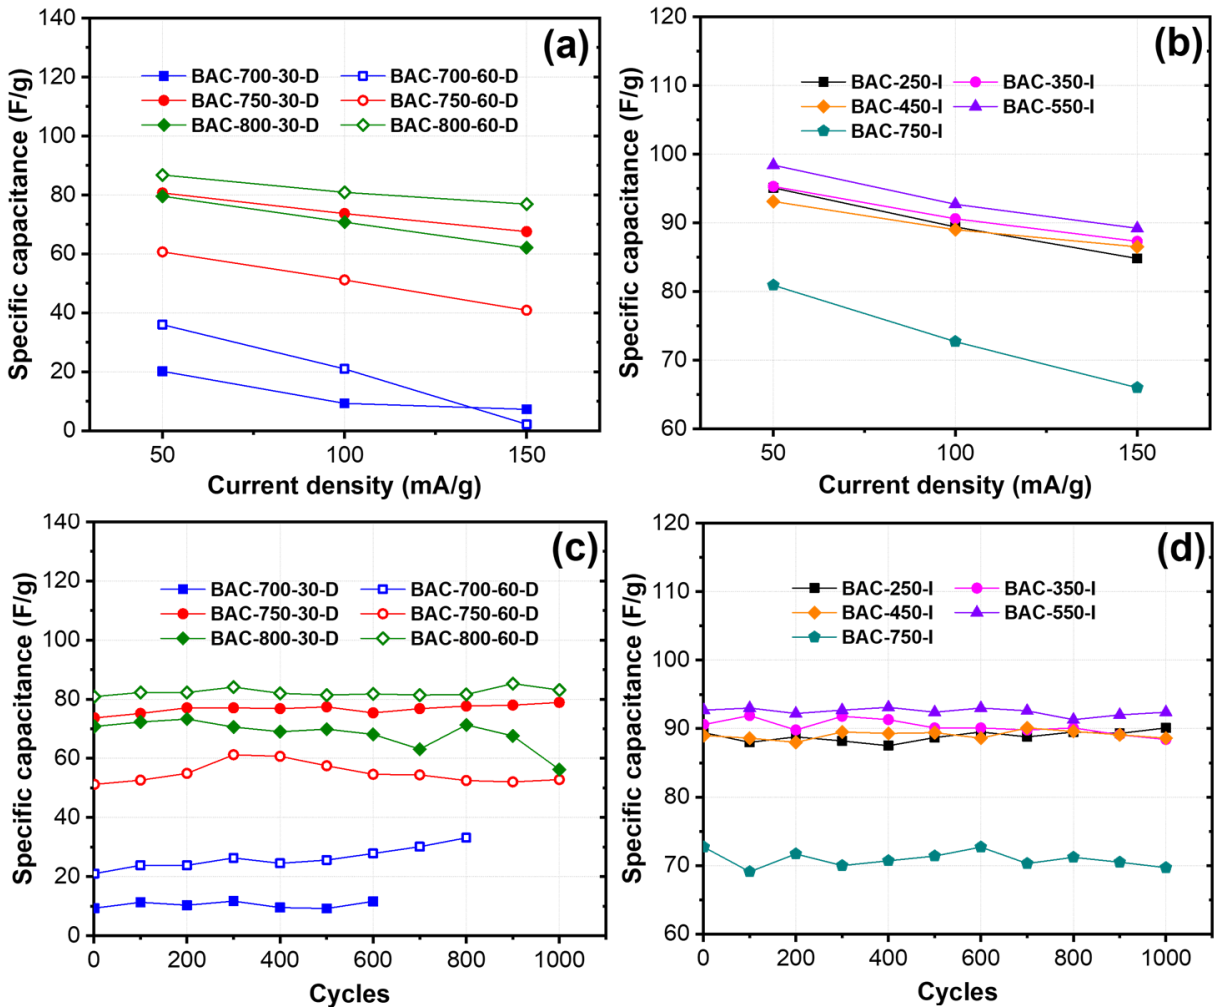 (a)
140
120
100
80
60
40
20
0
Specific capacitance (F/g)
BAC-700-30-D BAC-700-60-D
BAC-750-30-D BAC-750-60-D
BAC-800-30-D BAC-800-60-D
50 100 150
Current density (mA/g)
(b)
120
110
100
90
80
70
60
Specific capacitance (F/g)
BAC-250-I BAC-350-I
BAC-450-I BAC-550-I
BAC-750-I
50 100 150
Current density (mA/g)
(c)
140
120
100
80
60
40
20
0
Specific capacitance (F/g)
BAC-700-30-D BAC-700-60-D
BAC-750-30-D BAC-750-60-D
BAC-800-30-D BAC-800-60-D
0 200 400 600 800 1000
Cycles
(d)
120
110
100
90
80
70
60
Specific capacitance (F/g)
BAC-250-I BAC-350-I
BAC-450-I BAC-550-I
BAC-750-I
0 200 400 600 800 1000
Cycles